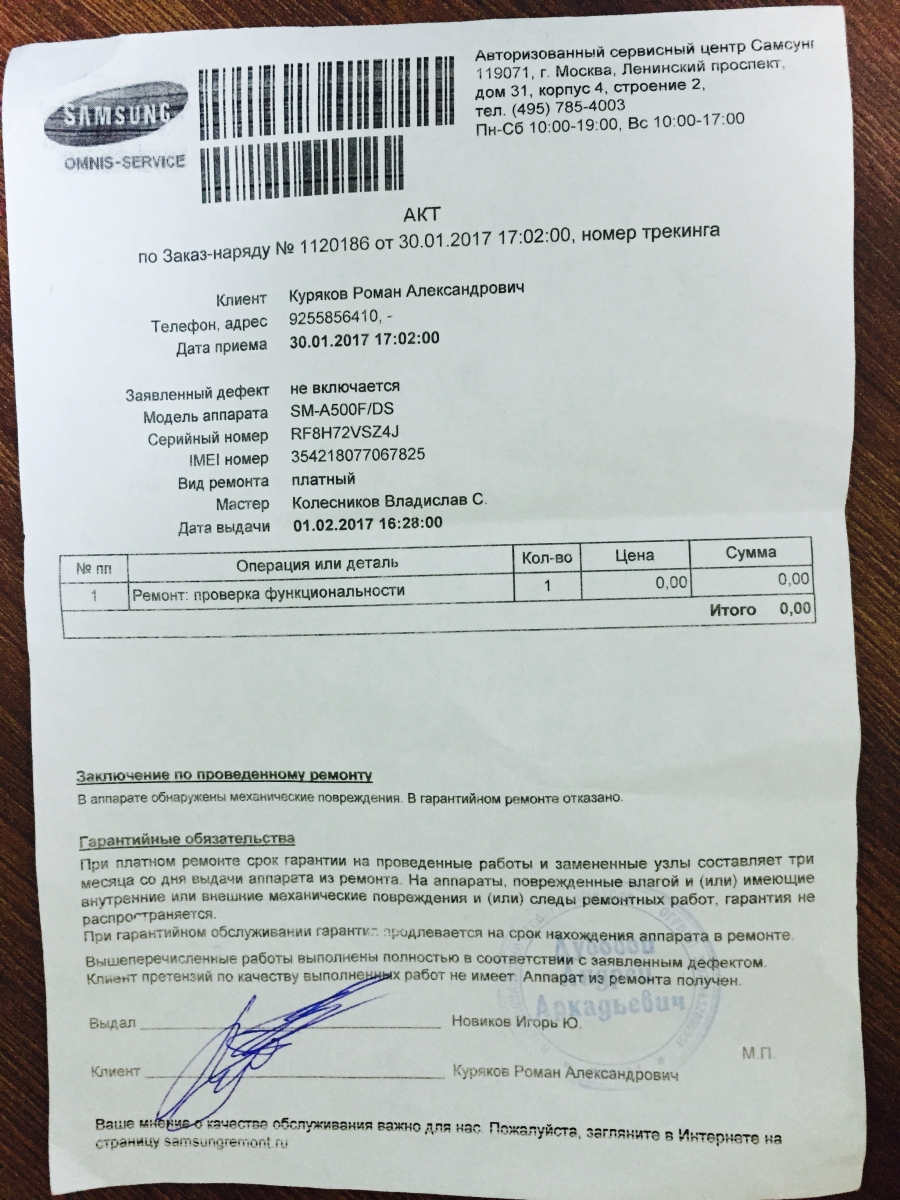 SAMSUNG
OMNIS-SERVICE
Авторизованный сервисный центр Самсунг
119071, г. Москва, Ленинский проспект,
дом 31, корпус 4, строение 2,
тел. (495) 785-4003
Пн-Сб 10:00-19:00, Вс 10:00-17:00
АКТ
по Заказ-наряду № 1120186 от 30.01.2017 17:02:00, номер трекинга
Клиент Куряков Роман Александрович
Телефон, адрес 9255856410, -
Дата приема 30.01.2017 17:02:00
Заявленный дефект не включается
Модель аппарата SM-A500F/DS
Серийный номер RF8H72VSZ4J
IMEI номер 354218077067825
Вид ремонта платный
Мастер Колесников Владислав С.
Дата выдачи 01.02.2017 16:28:00
№ пп Операция или деталь Кол-во Цена Сумма
1 Ремонт: проверка функциональности 1 0,00 0,00
Итого 0,00
Заключение по проведенному ремонту
В аппарате обнаружены механические повреждения. В гарантийном ремонте отказано.
Гарантийные обязательства
При платном ремонте срок гарантии на проведенные работы и замененные узлы составляет три
месяца со дня выдачи аппарата из ремонта. На аппараты, поврежденные влагой и (или) имеющие
внутренние или внешние механические повреждения и (или) следы ремонтных работ, гарантия не
распространяется.
При гарантийном обслуживании гарантия продлевается на срок нахождения аппарата в ремонте.
Вышеперечисленные работы выполнены полностью в соответствии с заявленным дефектом.
Клиент претензий по качеству выполненных работ не имеет. Аппарат из ремонта получен.
Андрей
Аркадьевич
Выдал Новиков Игорь Ю.
М.П.
Клиент Куряков Роман Александрович
Ваше мнение о качестве обслуживания важно для нас. Пожалуйста, загляните в Интернете на
страницу samsungremont.ru